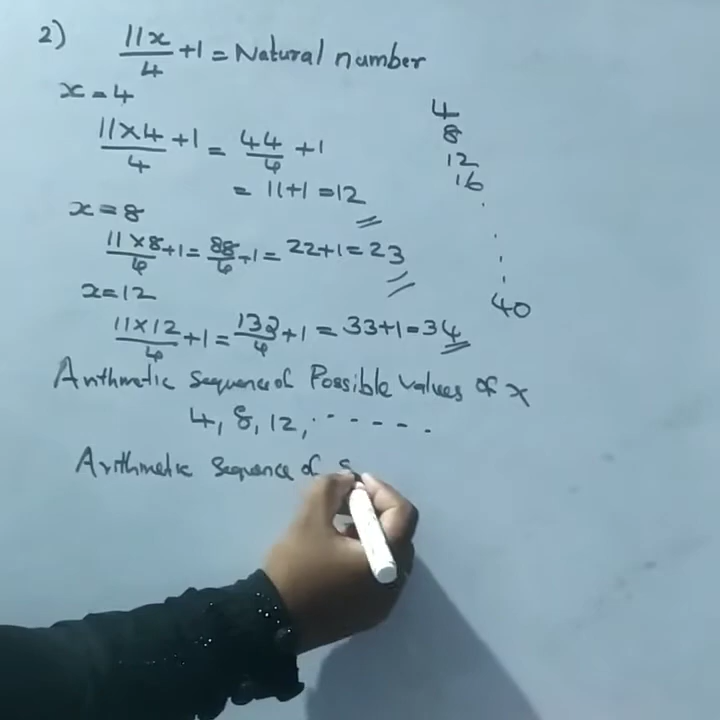 2) 11x/4 +1 = Natural number
x = 4
11×4/4 +1 = 44/4 +1
= 11+1 =12
x = 8
11×8/4 +1 = 88/4 +1 = 22+1 = 23
x=12
11×12/4 +1 = 132/4 +1 = 33+1=34
Arithmetic Sequence of Possible values of x
4, 8, 12, . - - - - .
Arithmetic Sequence of S
4
8
12
16
.
.
.
.
40